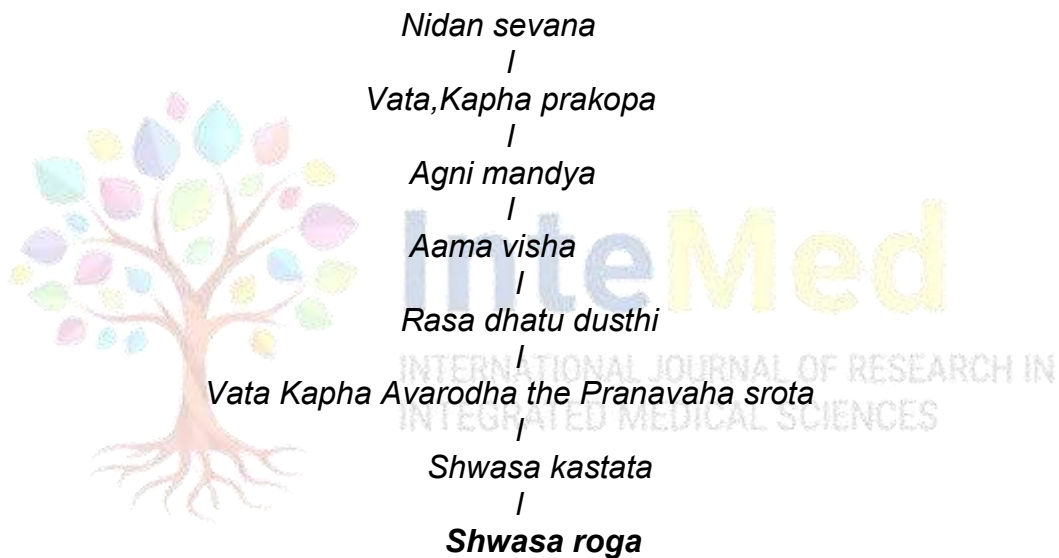 Nidan sevana
I
Vata,Kapha prakopa
I
Agni mandya
I
Aama visha
I
Rasa dhatu dusthi
I
Vata Kapha Avarodha the Pranavaha srota
I
Shwasa kastata
I
Shwasa roga
InteMed
INTERNATIONAL JOURNAL OF RESEARCH IN
INTEGRATED MEDICAL SCIENCES